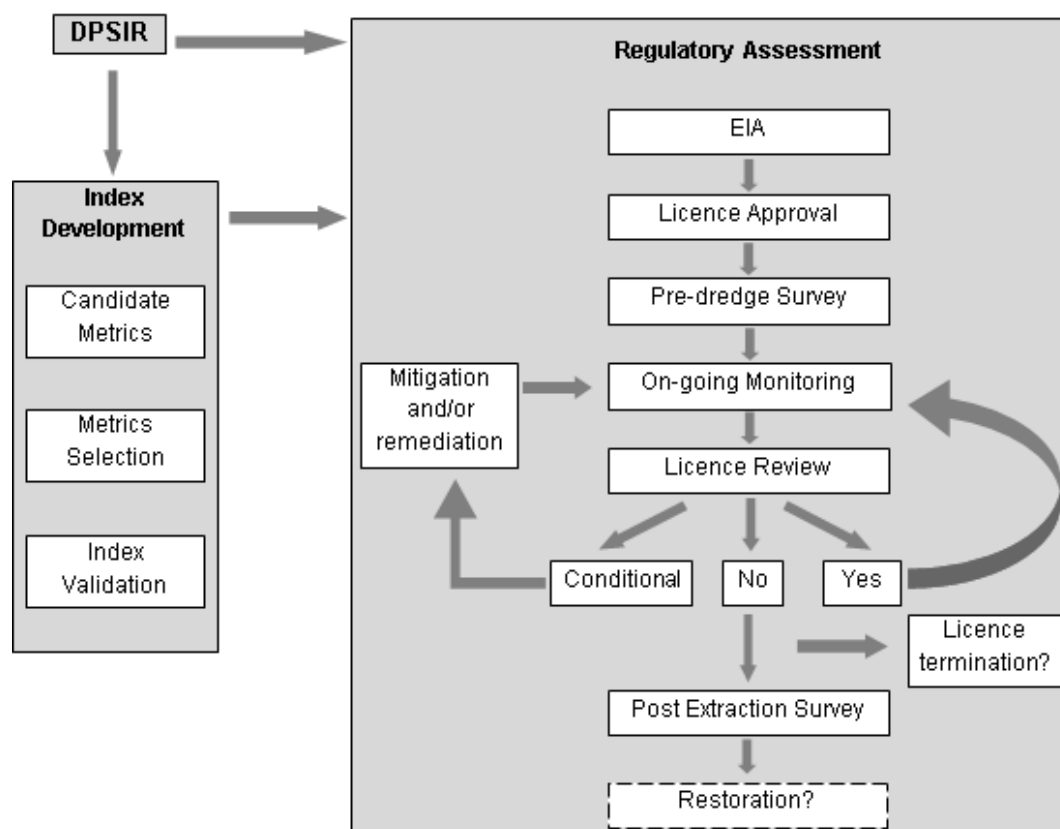 DPSIR
Index
Development
Candidate
Metrics
Metrics
Selection
Index
Validation
Regulatory Assessment
EIA
Licence Approval
Pre-dredge Survey
Mitigation
and/or
remediation
On-going Monitoring
Licence Review
Conditional
No
Yes
Licence
termination?
Post Extraction Survey
Restoration?